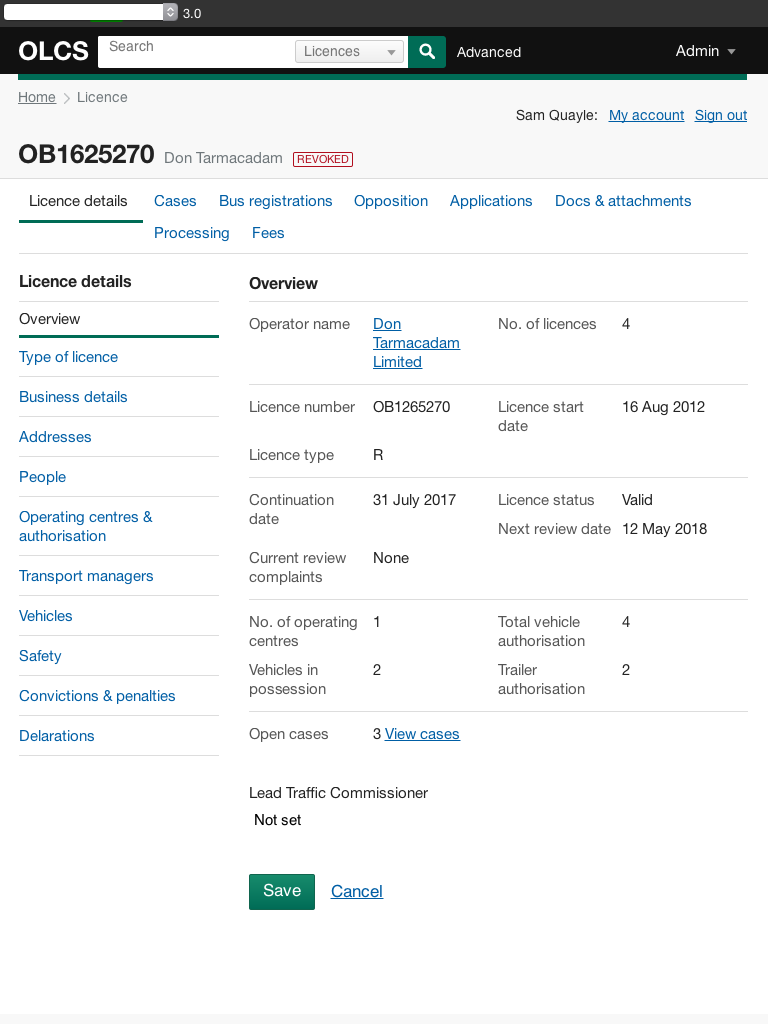 3.0
OLCS Search Licences Advanced Admin
Home Licence
Sam Quayle: My account Sign out
OB1625270 Don Tarmacadam REVOKED
Licence details Cases Bus registrations Opposition Applications Docs & attachments
Processing Fees
Licence details
Overview
Type of licence
Business details
Addresses
People
Operating centres &
authorisation
Transport managers
Vehicles
Safety
Convictions & penalties
Delarations
Overview
Operator name Don No. of licences 4
Tarmacadam
Limited
Licence number OB1265270 Licence start 16 Aug 2012
date
Licence type R
Continuation 31 July 2017 Licence status Valid
date
Next review date 12 May 2018
Current review None
complaints
No. of operating 1 Total vehicle 4
centres authorisation
Vehicles in 2 Trailer 2
possession authorisation
Open cases 3 View cases
Lead Traffic Commissioner
Not set
Save Cancel